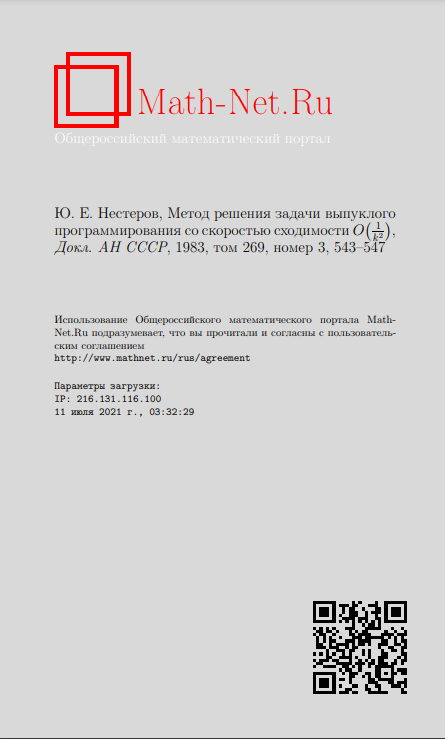 Math-Net.Ru
Общероссийский математический портал
Ю. Е. Нестеров, Метод решения задачи выпуклого
программирования со скоростью сходимости O(1/k²),
Докл. АН СССР, 1983, том 269, номер 3, 543–547
Использование Общероссийского математического портала Math-
Net.Ru подразумевает, что вы прочитали и согласны с пользователь-
ским соглашением
http://www.mathnet.ru/rus/agreement
Параметры загрузки:
IP: 216.131.116.100
11 июля 2021 г., 03:32:29